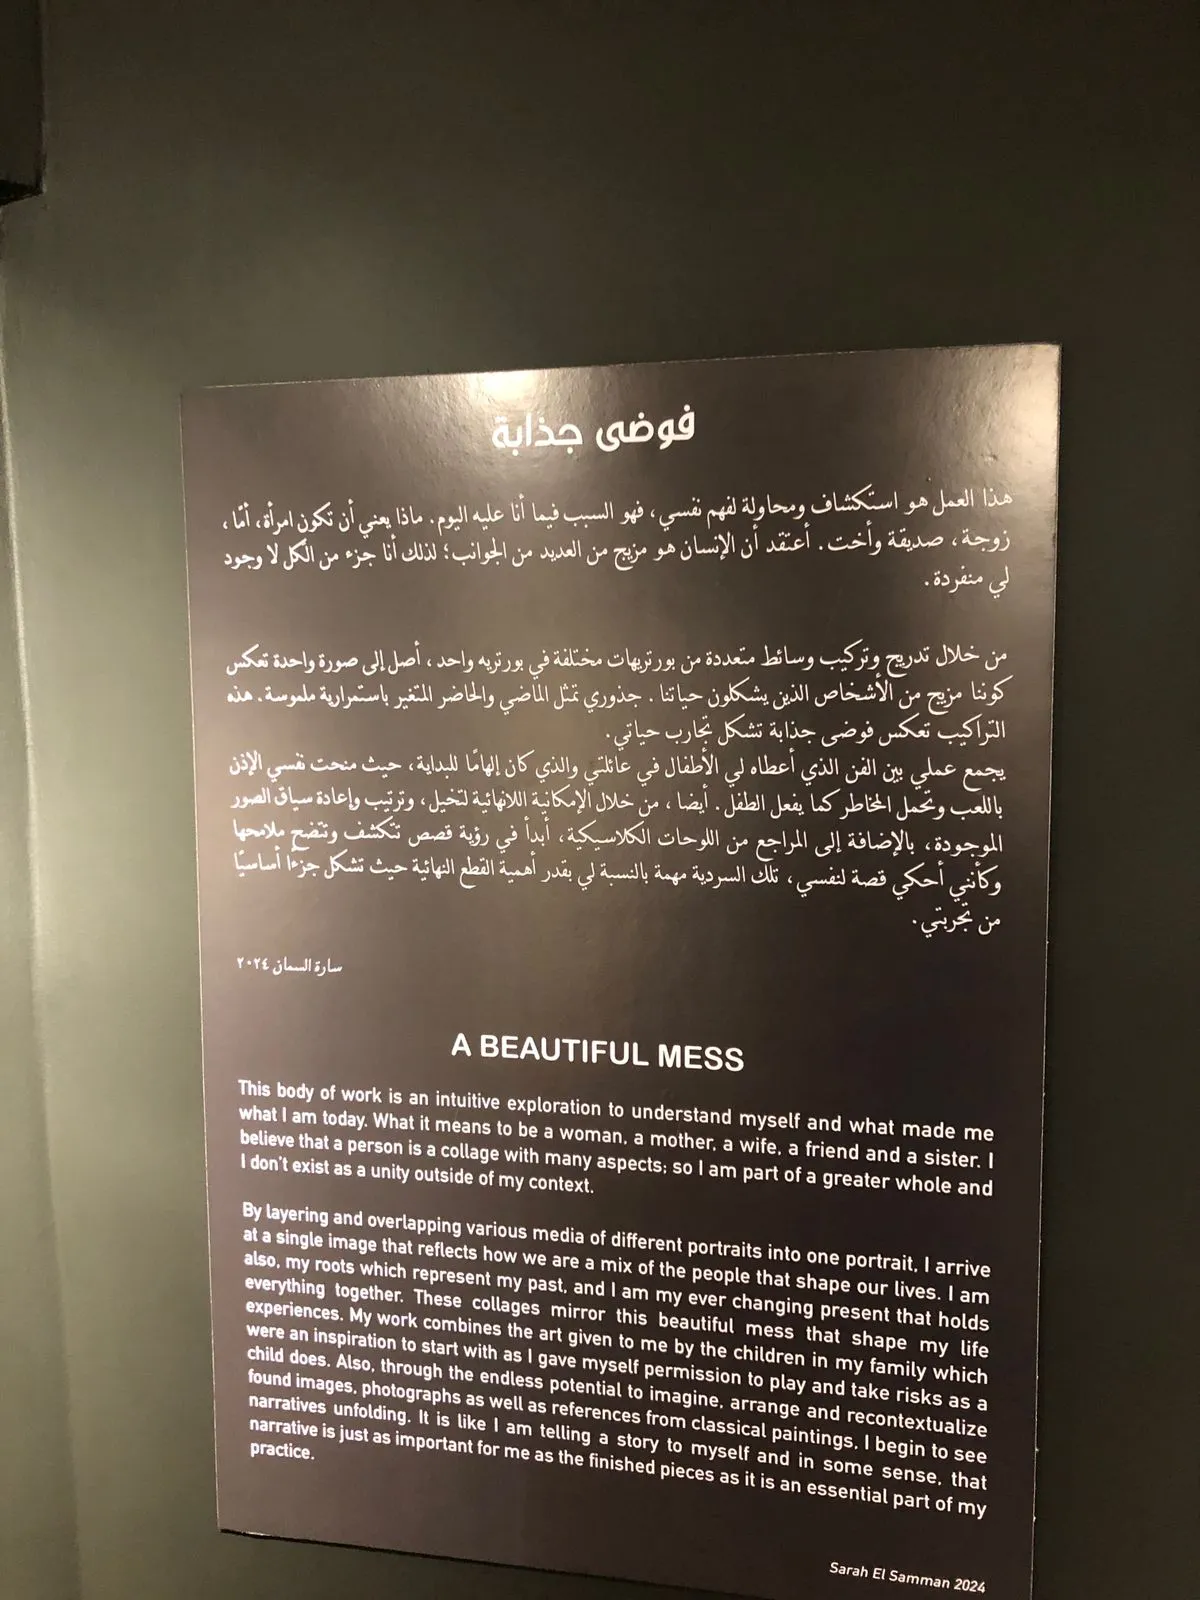 فوضى جذابة
هذا العمل هو استكشاف ومحاولة لفهم نفسي، فهو السبب فيما أنا عليه اليوم. ماذا يعني أن تكون امرأة، أمًا،
زوجة، صديقة وأخت. أعتقد أن الإنسان هو مزيج من العديد من الجوانب؛ لذلك أنا جزء من الكل لا وجود
لي منفردة.
من خلال تدريج وتركيب وسائط متعددة من بورتريهات مختلفة في بورتريه واحد، أصل إلى صورة واحدة تعكس
كوننا مزيج من الأشخاص الذين يشكلون حياتنا. جذوري تمثل الماضي والحاضر المتغير باستمرارية ملموسة. هذه
التراكيب تعكس فوضى جذابة تشكل تجارب حياتي.
يجمع عملي بين الفن الذي أعطاه لي الأطفال في عائلتي والذي كان إلهامًا للبداية، حيث منحت نفسي الإذن
باللعب وتحمل المخاطر كما يفعل الطفل. أيضا، من خلال الإمكانية اللانهائية لتخيل، وترتيب وإعادة سياق الصور
الموجودة، بالإضافة إلى المراجع من اللوحات الكلاسيكية، أبدأ في رؤية قصص تتكشف وتتضح ملامحها
وكأنني أحكي قصة لنفسي، تلك السردية مهمة بالنسبة لي بقدر أهمية القطع النهائية حيث تشكل جزءًا أساسيًا
من تجربتي.
سارة السمان ٢٠٢٤
A BEAUTIFUL MESS
This body of work is an intuitive exploration to understand myself and what made me
what I am today. What it means to be a woman, a mother, a wife, a friend and a sister. I
believe that a person is a collage with many aspects; so I am part of a greater whole and
I don't exist as a unity outside of my context.
By layering and overlapping various media of different portraits into one portrait, I arrive
at a single image that reflects how we are a mix of the people that shape our lives. I am
also, my roots which represent my past, and I am my ever changing present that holds
everything together. These collages mirror this beautiful mess that shape my life
experiences. My work combines the art given to me by the children in my family which
were an inspiration to start with as I gave myself permission to play and take risks as a
child does. Also, through the endless potential to imagine, arrange and recontextualize
found images, photographs as well as references from classical paintings, I begin to see
narratives unfolding. It is like I am telling a story to myself and in some sense, that
narrative is just as important for me as the finished pieces as it is an essential part of my
practice.
Sarah El Samman 2024